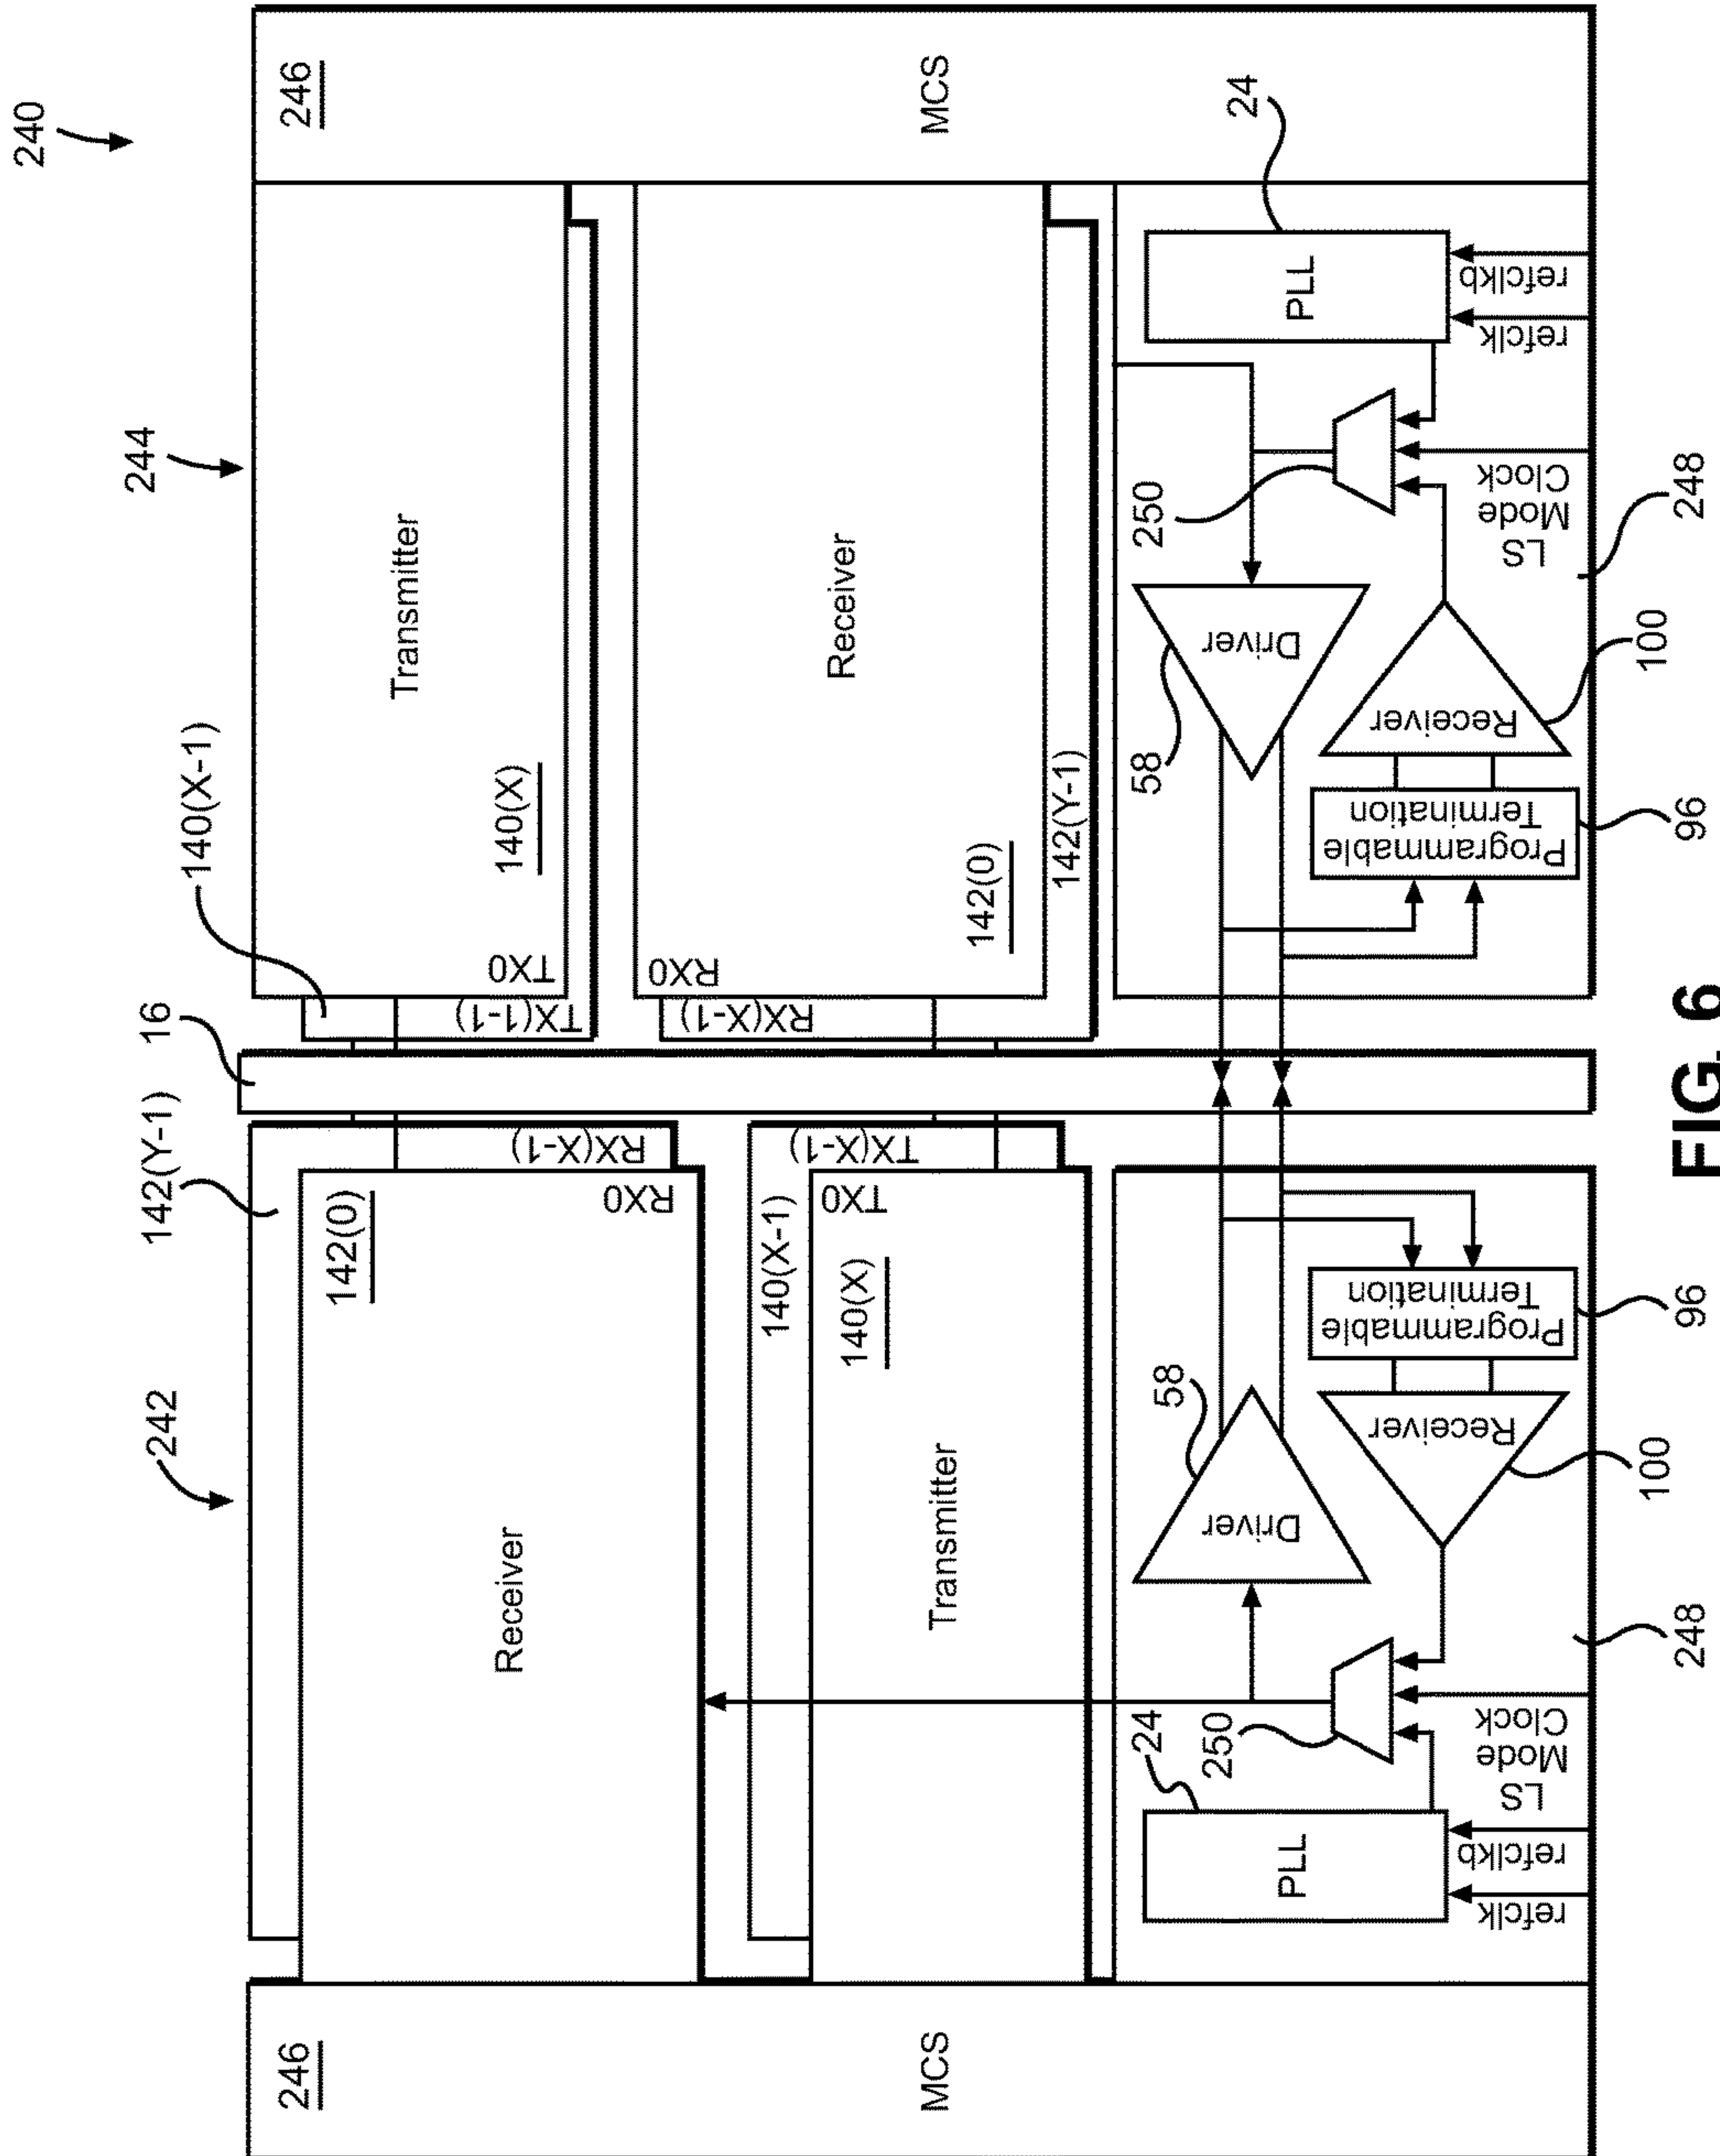 240
242
244
246
MCS
142(Y-1)
142(0)
Receiver
RX0
RX(X-1)
140(X-1)
140(X)
Transmitter
TX0
TX(X-1)
16
140(X-1)
Transmitter
140(X)
TX0
TX(1-1)
Receiver
142(0)
RX0
RX(X-1)
142(Y-1)
246
MCS
24
PLL
refclk
refclkb
LS
Mode
Clock
250
58
Driver
Receiver
100
Programmable
Termination
96
248
58
Driver
Programmable
Termination
96
Receiver
100
250
LS
Mode
Clock
24
PLL
refclk
refclkb
248
FIG. 6